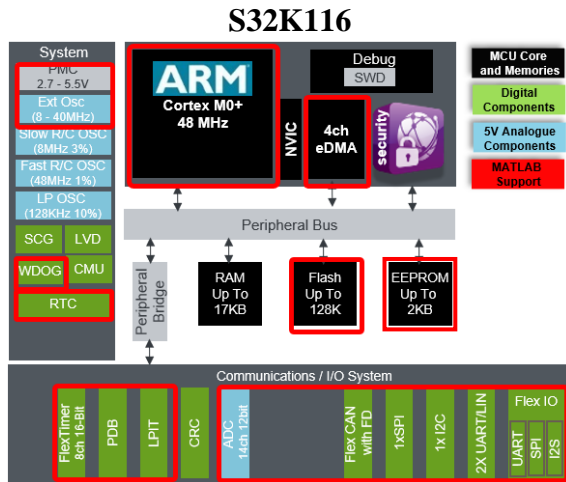 S32K116
System
PMC
2.7 - 5.5V
Ext Osc
(8 - 40MHz)
Slow R/C OSC
(8MHz 3%)
Fast R/C OSC
(48MHz 1%)
LP OSC
(128KHz 10%)
SCG
LVD
WDOG
CMU
RTC
ARM
Cortex M0+
48 MHz
NVIC
Debug
SWD
4ch
eDMA
security
MCU Core
and Memories
Digital
Components
5V Analogue
Components
MATLAB
Support
Peripheral Bus
Peripheral
Bridge
RAM
Up To
17KB
Flash
Up To
128K
EEPROM
Up To
2KB
Communications / I/O System
FlexTimer
8ch 16-Bit
PDB
LPIT
CRC
ADC
14ch 12bit
Flex CAN
with FD
1xSPI
1x I2C
2X UART/LIN
Flex IO
UART
SPI
I2S